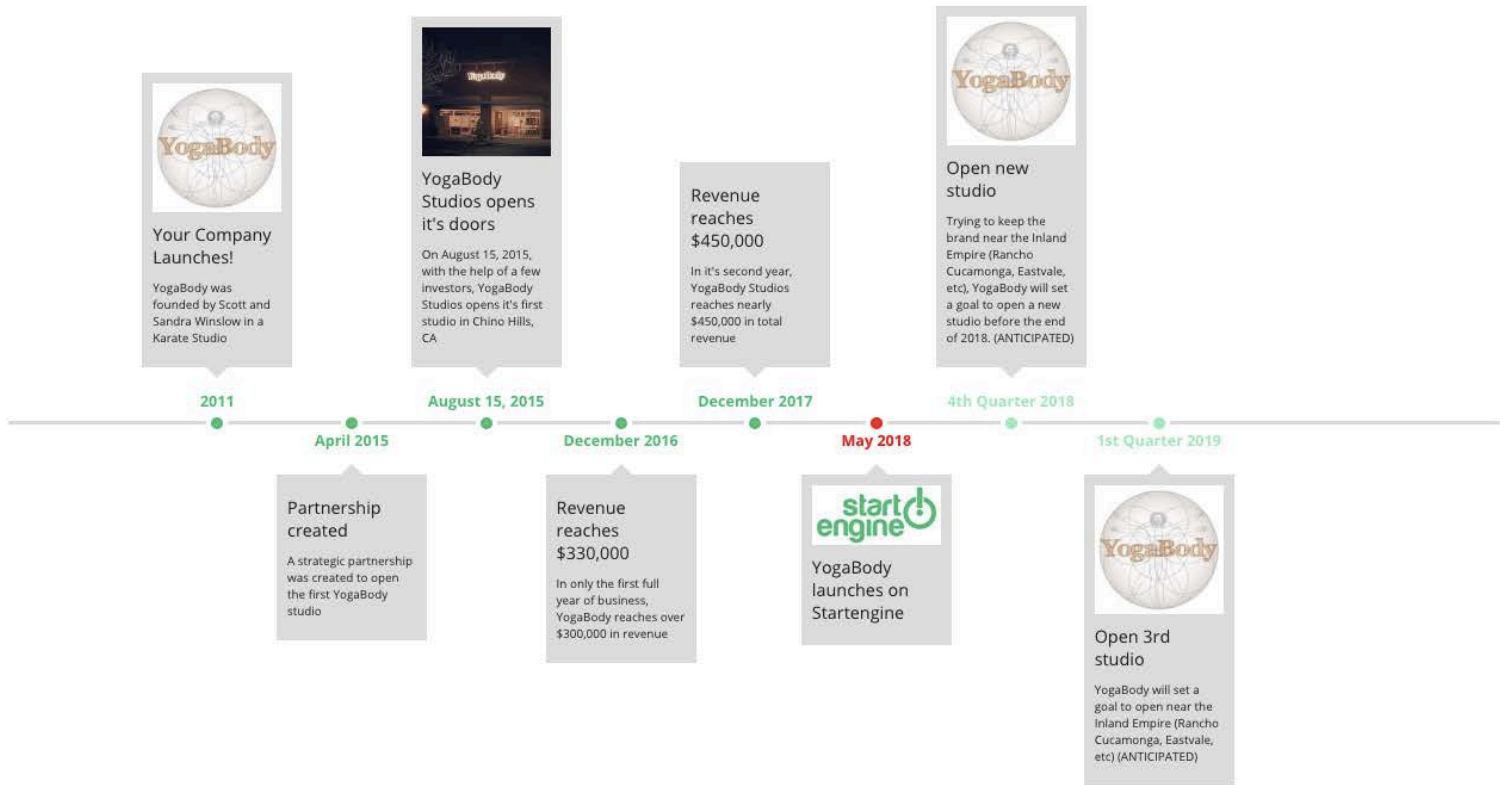 YogaBody
Your Company
Launches!
YogaBody was
founded by Scott and
Sandra Winslow in a
Karate Studio
2011
April 2015
Partnership
created
A strategic partnership
was created to open
the first YogaBody
studio
YogaBody
YogaBody
Studios opens
it's doors
On August 15, 2015,
with the help of a few
investors, YogaBody
Studios opens it's first
studio in Chino Hills,
CA
August 15, 2015
December 2016
Revenue
reaches
$330,000
In only the first full
year of business,
YogaBody reaches over
$300,000 in revenue
Revenue
reaches
$450,000
In it's second year,
YogaBody Studios
reaches nearly
$450,000 in total
revenue
December 2017
May 2018
start
engine
YogaBody
launches on
Startengine
YogaBody
Open new
studio
Trying to keep the
brand near the Inland
Empire (Rancho
Cucamonga, Eastvale,
etc), YogaBody will set
a goal to open a new
studio before the end
of 2018. (ANTICIPATED)
4th Quarter 2018
1st Quarter 2019
YogaBody
Open 3rd
studio
YogaBody will set a
goal to open near the
Inland Empire (Rancho
Cucamonga, Eastvale,
etc) (ANTICIPATED)